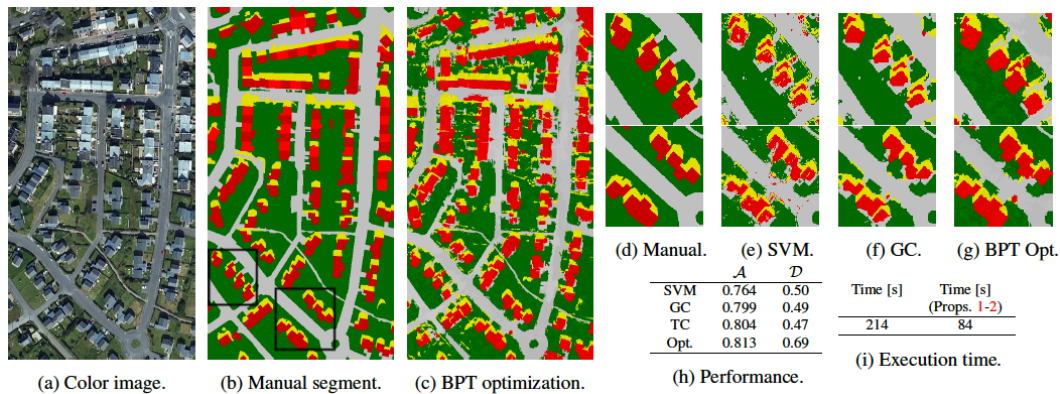 (a) Color image.
(b) Manual segment.
(c) BPT optimization.
(d) Manual.
(e) SVM.
(f) GC.
(g) BPT Opt.
𝒜 𝒟
SVM 0.764 0.50
GC 0.799 0.49
TC 0.804 0.47
Opt. 0.813 0.69
(h) Performance.
Time [s] Time [s]
(Props. 1-2)
214 84
(i) Execution time.